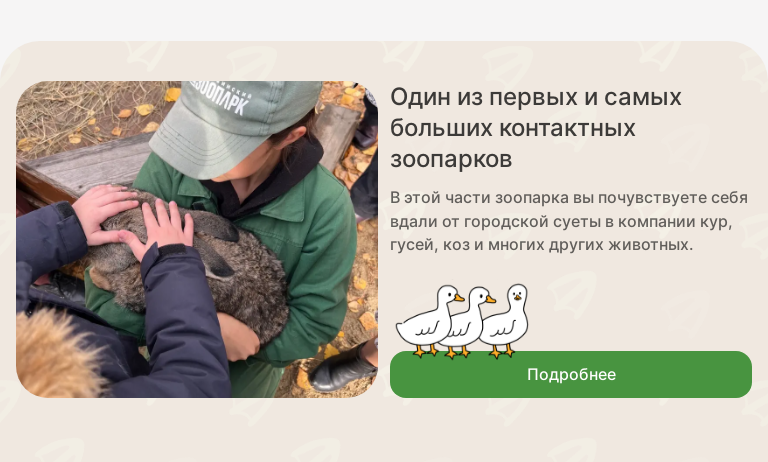 ЗООПАРК
Один из первых и самых
больших контактных
зоопарков
В этой части зоопарка вы почувствуете себя
вдали от городской суеты в компании кур,
гусей, коз и многих других животных.
Подробнее